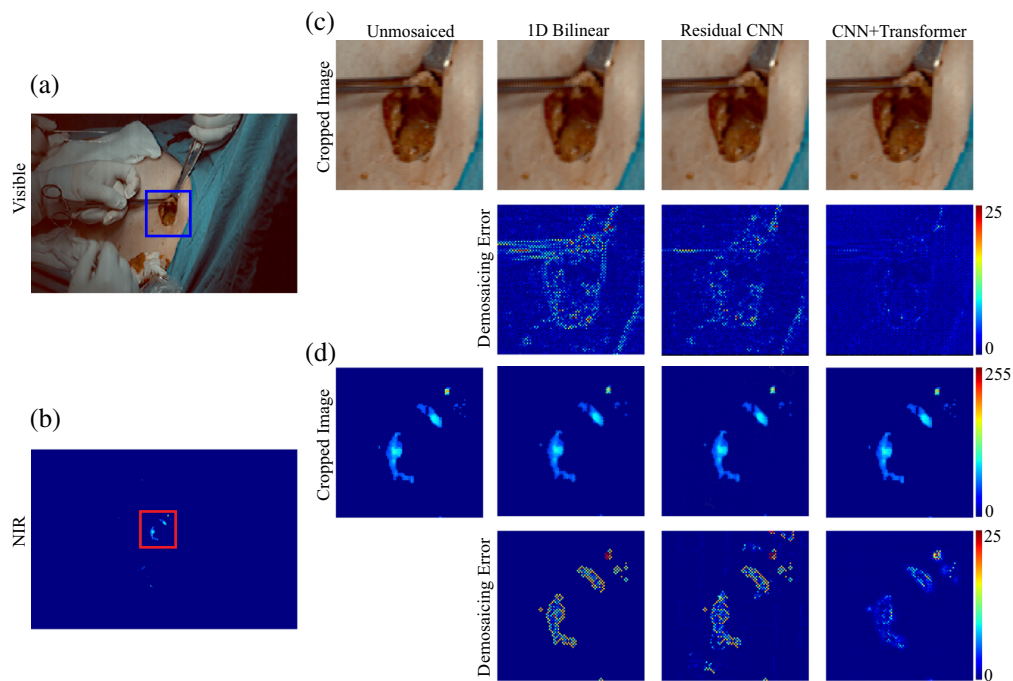 (c)
Unmosaiced
1D Bilinear
Residual CNN
CNN+Transformer
(a)
Visible
Cropped Image
Demosaicing Error
25
0
(d)
(b)
NIR
Cropped Image
255
0
Demosaicing Error
25
0